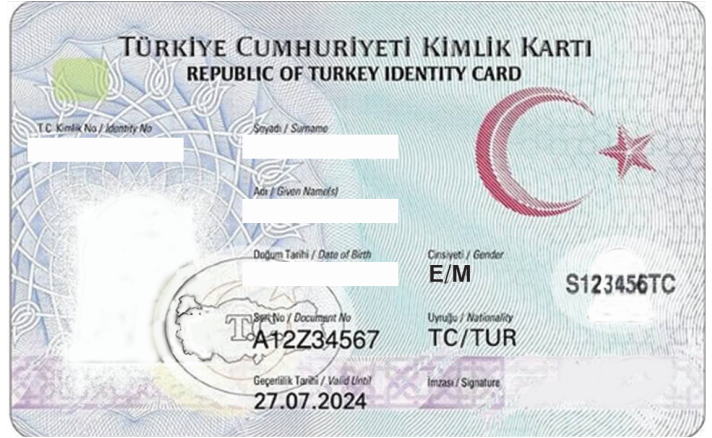 TÜRKİYE CUMHURİYETİ KİMLİK KARTI
REPUBLIC OF TURKEY IDENTITY CARD
T.C. Kimlik No / Identity No
Soyadı / Surname
Adı / Given Name(s)
Doğum Tarihi / Date of Birth
Cinsiyeti / Gender
E/M
S123456TC
Seri No / Document No
Uyruğu / Nationality
T.C.
A12Z34567
TC/TUR
Geçerlilik Tarihi / Valid Until
İmzası / Signature
27.07.2024